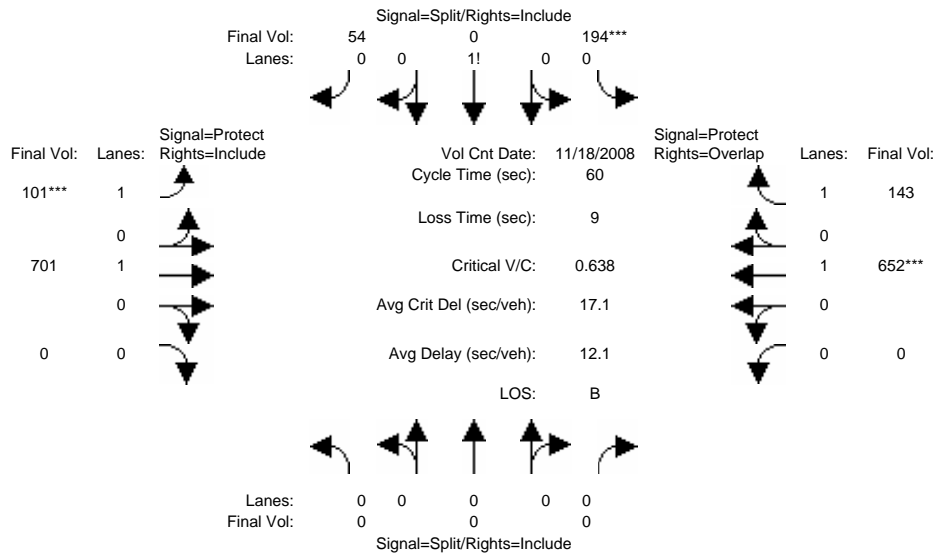 Signal=Split/Rights=Include
Final Vol: 54 0 194***
Lanes: 0 0 1! 0 0
Signal=Protect Signal=Protect
Final Vol: Lanes: Rights=Include Vol Cnt Date: 11/18/2008 Rights=Overlap Lanes: Final Vol:
Cycle Time (sec): 60
101*** 1 1 143
Loss Time (sec): 9
0 0
701 1 Critical V/C: 0.638 1 652***
0 Avg Crit Del (sec/veh): 17.1 0
0 0 Avg Delay (sec/veh): 12.1 0 0
LOS: B
Lanes: 0 0 0 0 0
Final Vol: 0 0 0
Signal=Split/Rights=Include